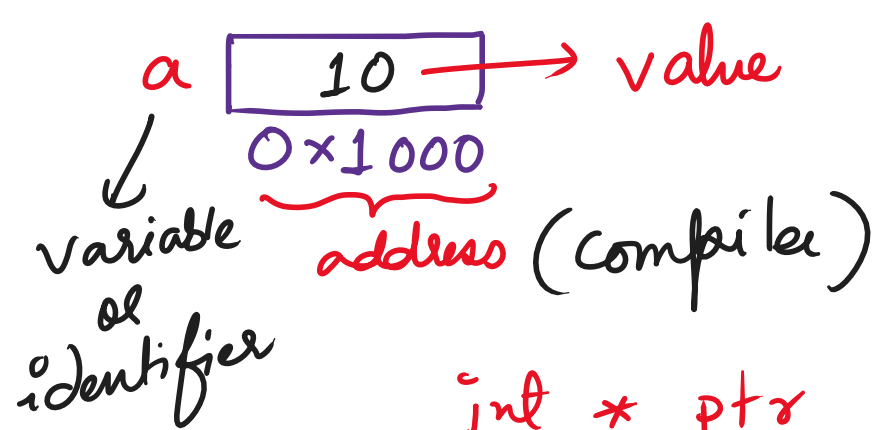 a 10 value
0x1000
variable address (compiler)
or
identifier
int * ptr